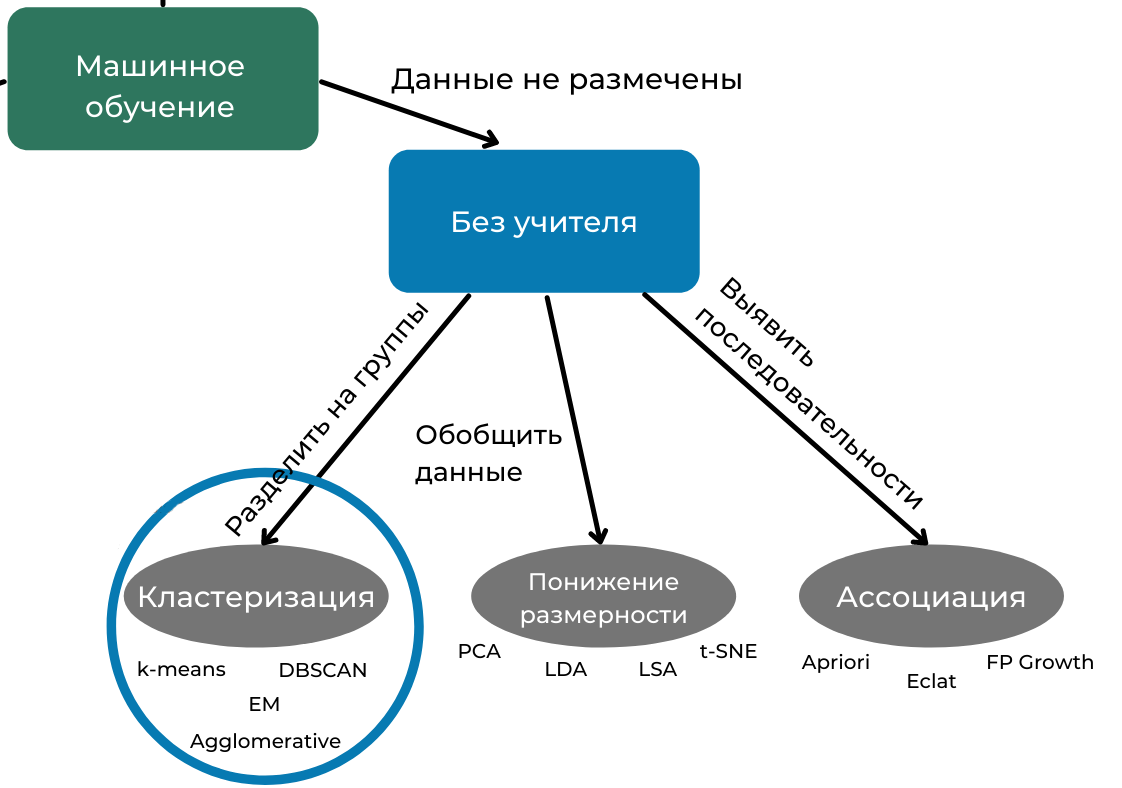 Машинное
обучение
Данные не размечены
Без учителя
Разделить на группы
Обобщить
данные
Выявить
последовательности
Кластеризация
k-means
DBSCAN
EM
Agglomerative
Понижение
размерности
PCA
LDA
LSA
t-SNE
Ассоциация
Apriori
Eclat
FP Growth